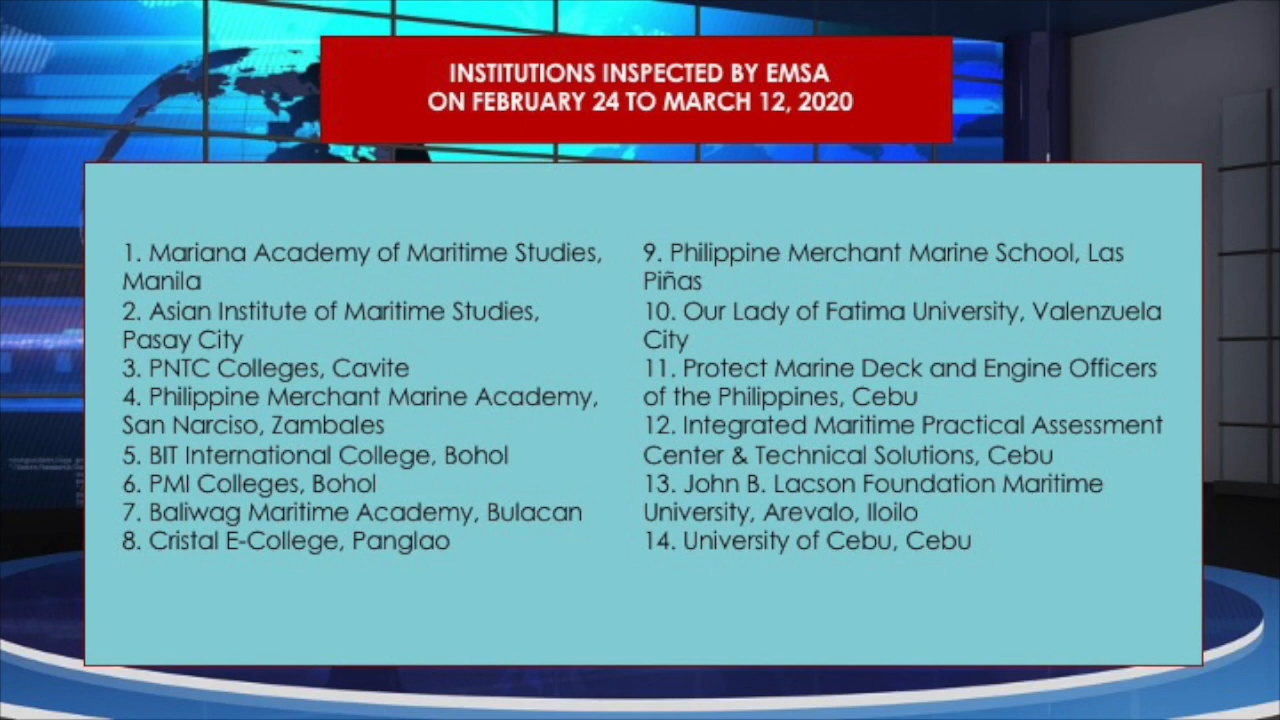 INSTITUTIONS INSPECTED BY EMSA
ON FEBRUARY 24 TO MARCH 12, 2020
1. Mariana Academy of Maritime Studies,
Manila
2. Asian Institute of Maritime Studies,
Pasay City
3. PNTC Colleges, Cavite
4. Philippine Merchant Marine Academy,
San Narciso, Zambales
5. BIT International College, Bohol
6. PMI Colleges, Bohol
7. Baliwag Maritime Academy, Bulacan
8. Cristal E-College, Panglao
9. Philippine Merchant Marine School, Las
Piñas
10. Our Lady of Fatima University, Valenzuela
City
11. Protect Marine Deck and Engine Officers
of the Philippines, Cebu
12. Integrated Maritime Practical Assessment
Center & Technical Solutions, Cebu
13. John B. Lacson Foundation Maritime
University, Arevalo, Iloilo
14. University of Cebu, Cebu